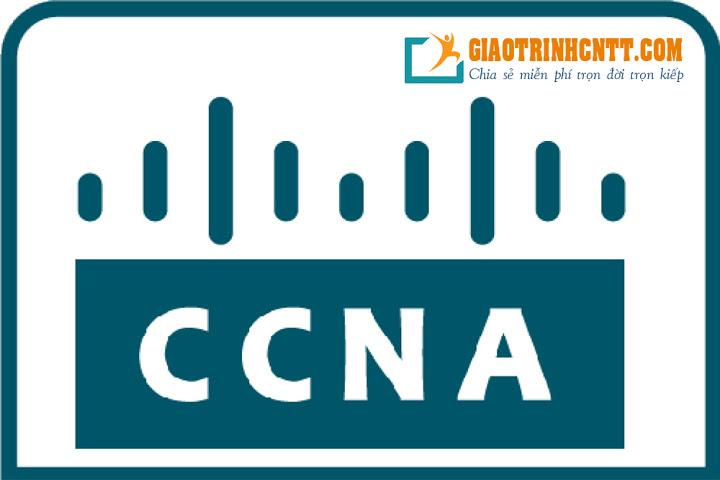 GIAOTRINHCNTT.COM
Chia sẻ miễn phí trọn đời trọn kiếp
CCNA